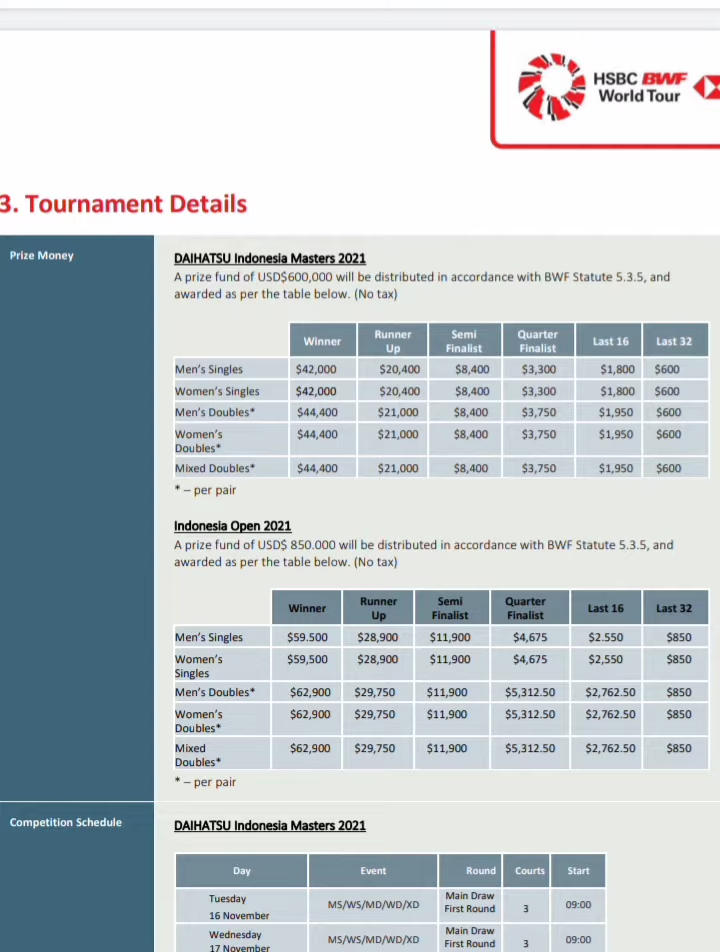 HSBC BWF
World Tour
3. Tournament Details
Prize Money
DAIHATSU Indonesia Masters 2021
A prize fund of USD$600,000 will be distributed in accordance with BWF Statute 5.3.5, and
awarded as per the table below. (No tax)
Winner Runner Up Semi Finalist Quarter Finalist Last 16 Last 32
Men's Singles $42,000 $20,400 $8,400 $3,300 $1,800 $600
Women's Singles $42,000 $20,400 $8,400 $3,300 $1,800 $600
Men's Doubles* $44,400 $21,000 $8,400 $3,750 $1,950 $600
Women's Doubles* $44,400 $21,000 $8,400 $3,750 $1,950 $600
Mixed Doubles* $44,400 $21,000 $8,400 $3,750 $1,950 $600
* – per pair
Indonesia Open 2021
A prize fund of USD$ 850.000 will be distributed in accordance with BWF Statute 5.3.5, and
awarded as per the table below. (No tax)
Winner Runner Up Semi Finalist Quarter Finalist Last 16 Last 32
Men's Singles $59.500 $28,900 $11,900 $4,675 $2.550 $850
Women's Singles $59,500 $28,900 $11,900 $4,675 $2,550 $850
Men's Doubles* $62,900 $29,750 $11,900 $5,312.50 $2,762.50 $850
Women's Doubles* $62,900 $29,750 $11,900 $5,312.50 $2,762.50 $850
Mixed Doubles* $62,900 $29,750 $11,900 $5,312.50 $2,762.50 $850
* – per pair
Competition Schedule
DAIHATSU Indonesia Masters 2021
Day Event Round Courts Start
Tuesday 16 November MS/WS/MD/WD/XD Main Draw First Round 3 09:00
Wednesday 17 November MS/WS/MD/WD/XD Main Draw First Round 3 09:00